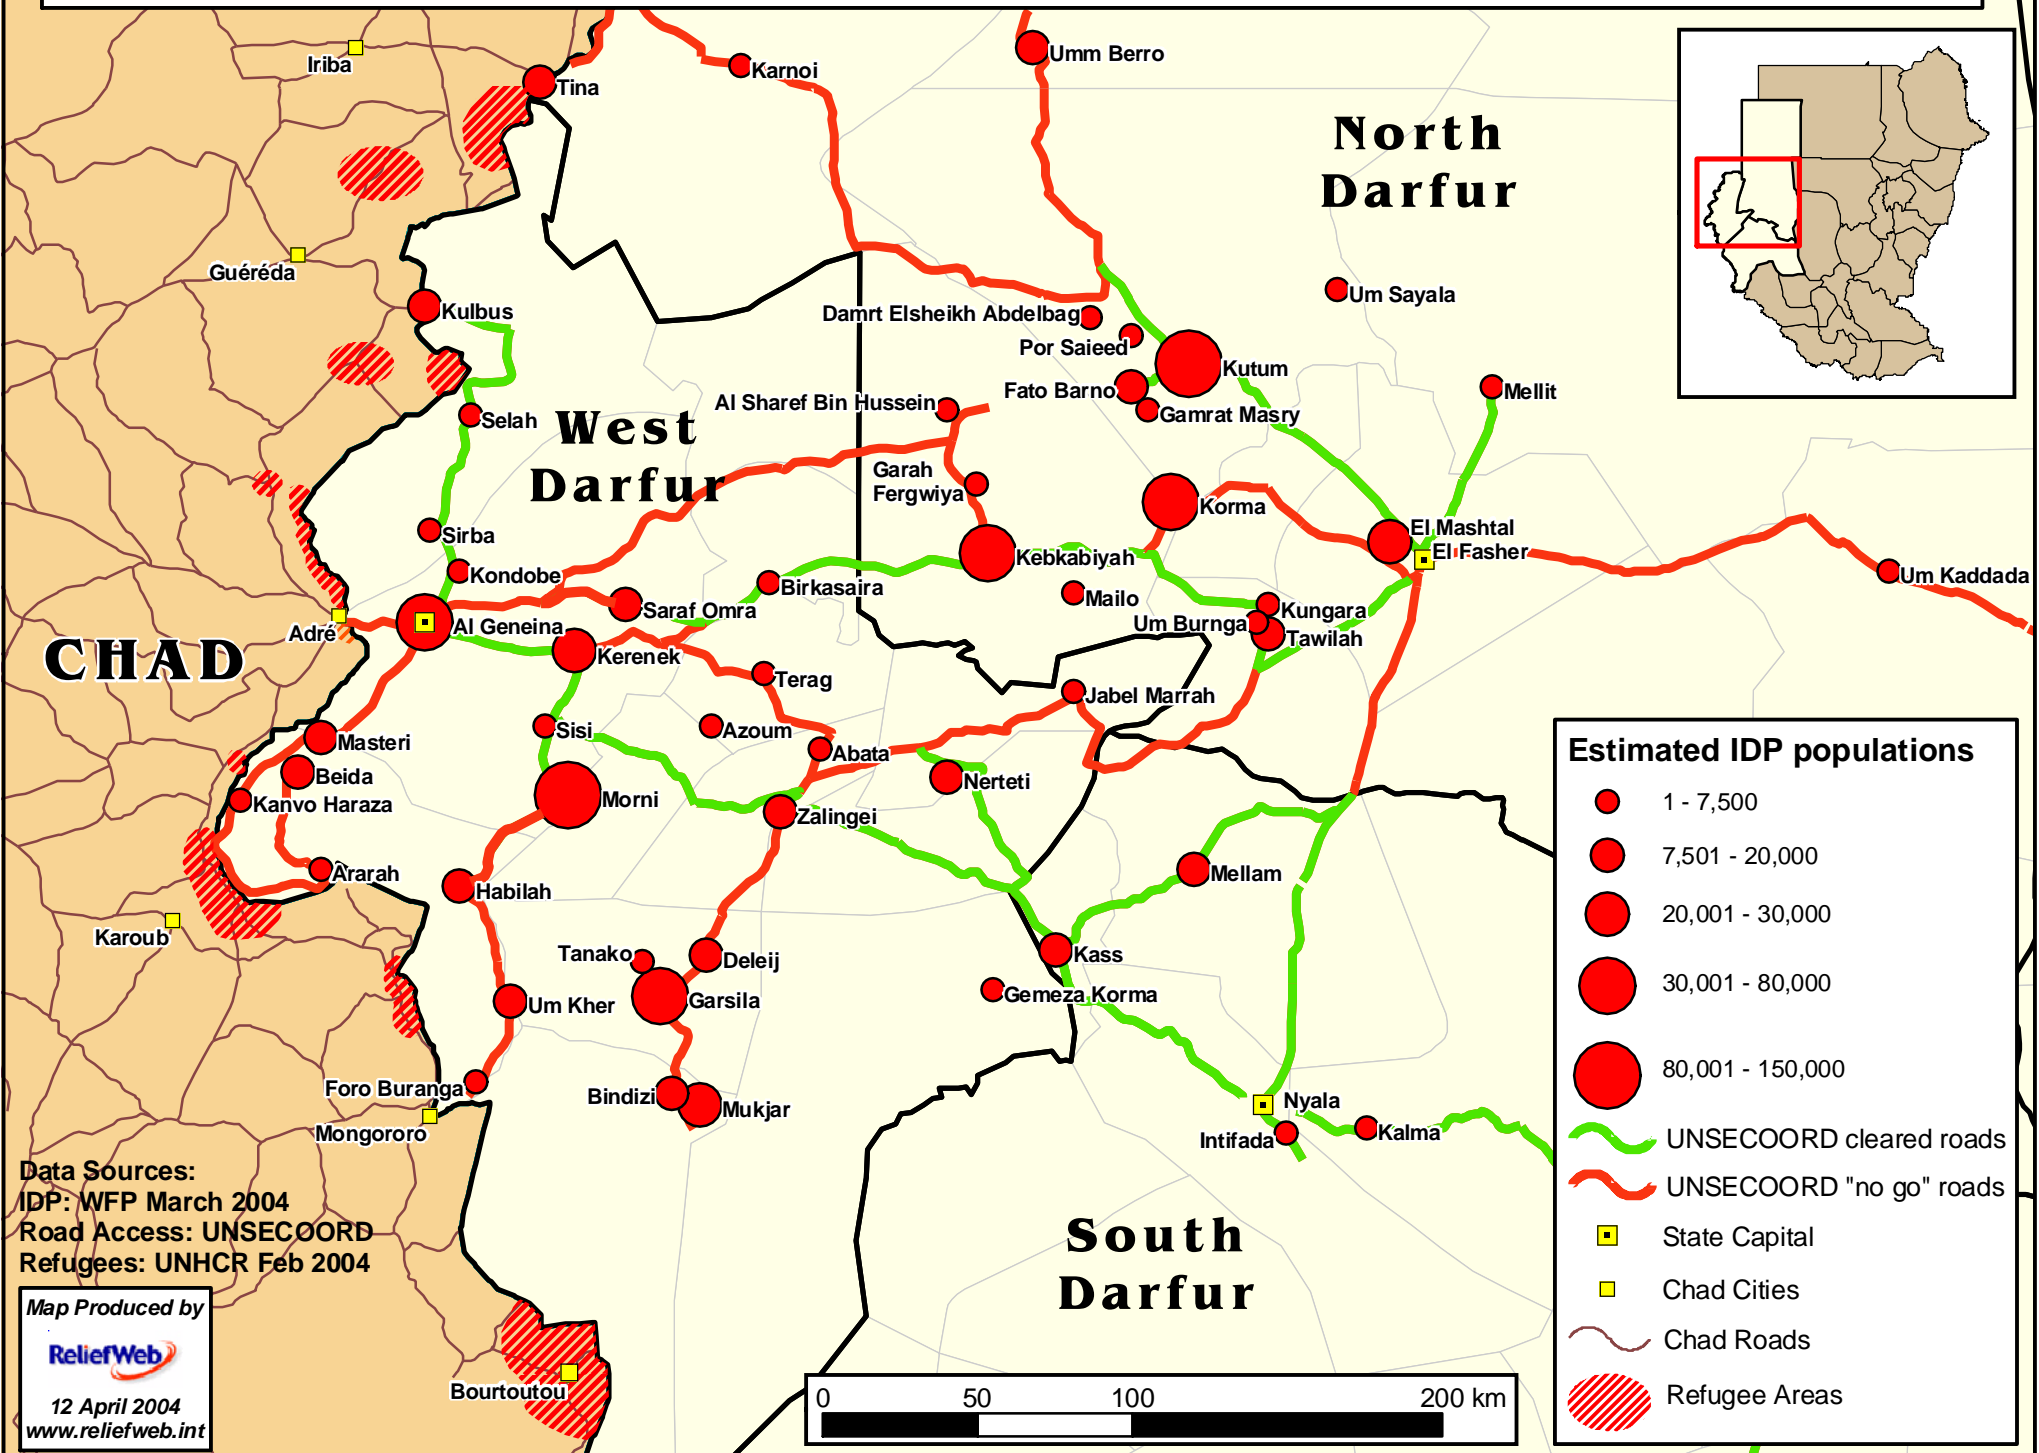 Iriba
Tina
Karnoi
Umm Berro
North
Darfur
Guéréda
Kulbus
Um Sayala
Damrt Elsheikh Abdelbag
Por Saieed
Kutum
Fato Barno
Mellit
Al Sharef Bin Hussein
Gamrat Masry
Selah
West
Darfur
Garah
Fergwiya
Korma
El Mashtal
Sirba
El Fasher
Kebkabiyah
Kondobe
Birkasaira
Um Kaddada
Mailo
Saraf Omra
Kungara
Adré
Al Geneina
Um Burnga
Tawilah
CHAD
Kerenek
Terag
Jabel Marrah
Sisi
Azoum
Masteri
Abata
Beida
Nerteti
Kanvo Haraza
Morni
Zalingei
Ararah
Mellam
Habilah
Karoub
Tanako
Deleij
Kass
Um Kher
Garsila
Gemeza Korma
Foro Buranga
Bindizi
Mukjar
Nyala
Mongororo
Intifada
Kalma
South
Darfur
Bourtoutou
Estimated IDP populations
1 - 7,500
7,501 - 20,000
20,001 - 30,000
30,001 - 80,000
80,001 - 150,000
UNSECOORD cleared roads
UNSECOORD "no go" roads
State Capital
Chad Cities
Chad Roads
Refugee Areas
Data Sources:
IDP: WFP March 2004
Road Access: UNSECOORD
Refugees: UNHCR Feb 2004
Map Produced by
ReliefWeb
12 April 2004
www.reliefweb.int
0 50 100 200 km